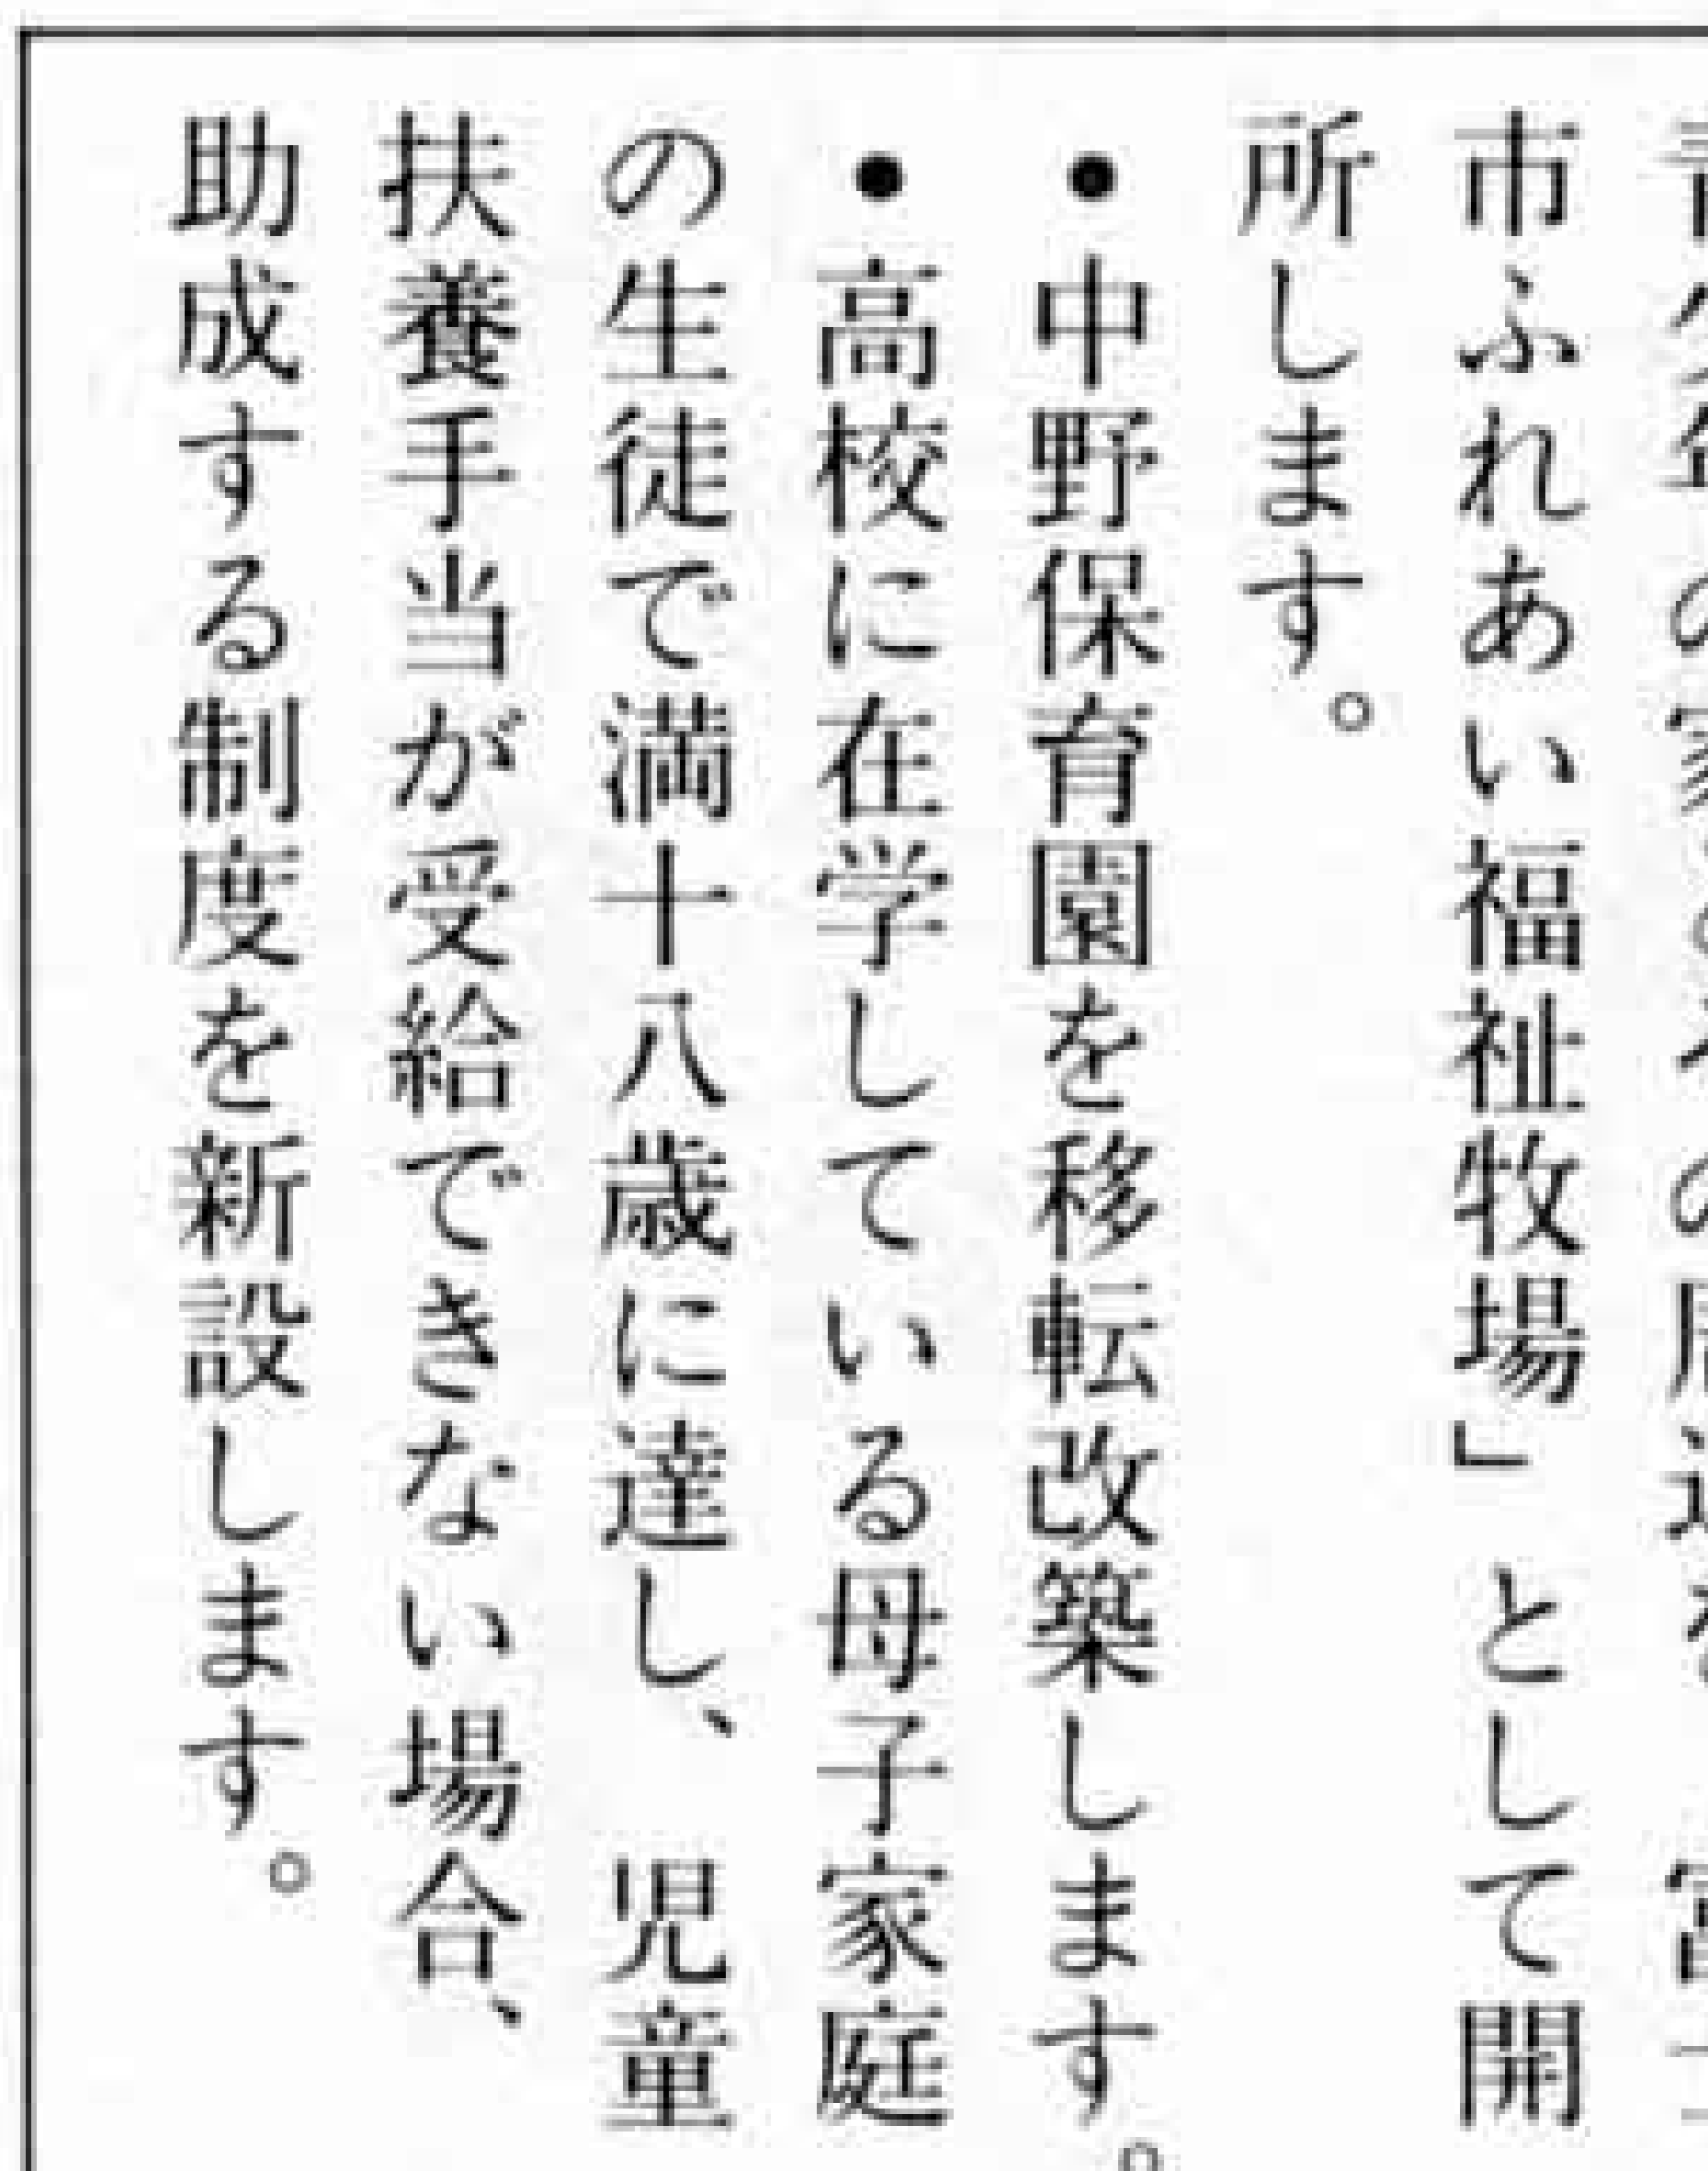 市ふれあい福祉牧場」として開
所します。
●中野保育園を移転改築します。
●高校に在学している母子家庭
の生徒で満十八歳に達し、児童
扶養手当が受給できない場合、
助成する制度を新設します。